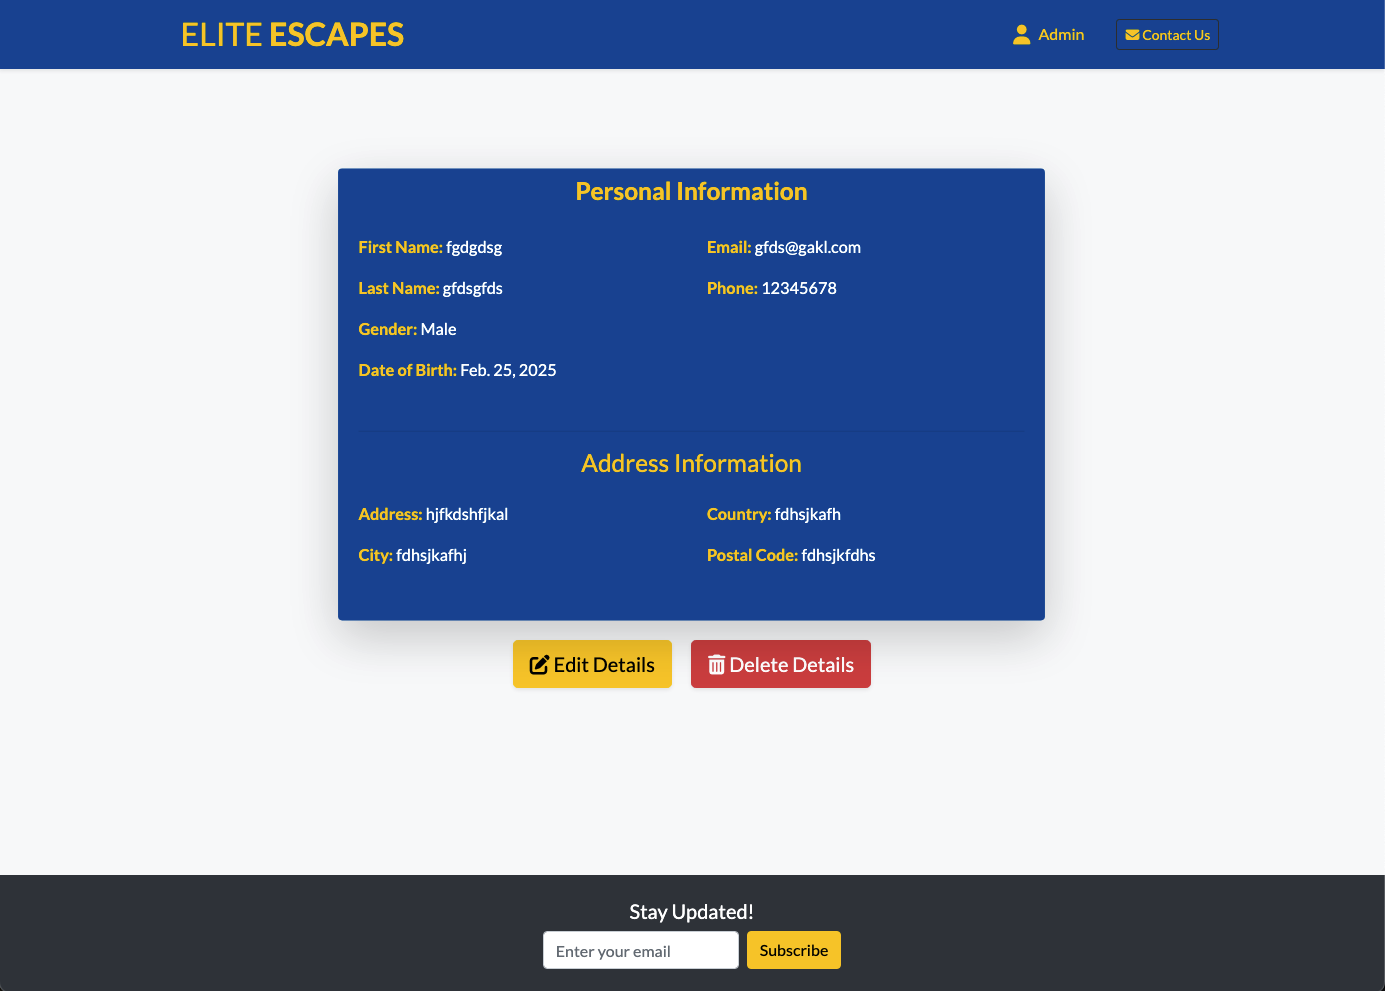 ELITE ESCAPES
Admin
Contact Us
Personal Information
First Name: fgdgdsg
Email: gfds@gakl.com
Last Name: gfdsgfds
Phone: 12345678
Gender: Male
Date of Birth: Feb. 25, 2025
Address Information
Address: hjfkdshfjkal
Country: fdhsjkafh
City: fdhsjkafhj
Postal Code: fdhsjkfdhs
Edit Details
Delete Details
Stay Updated!
Enter your email
Subscribe